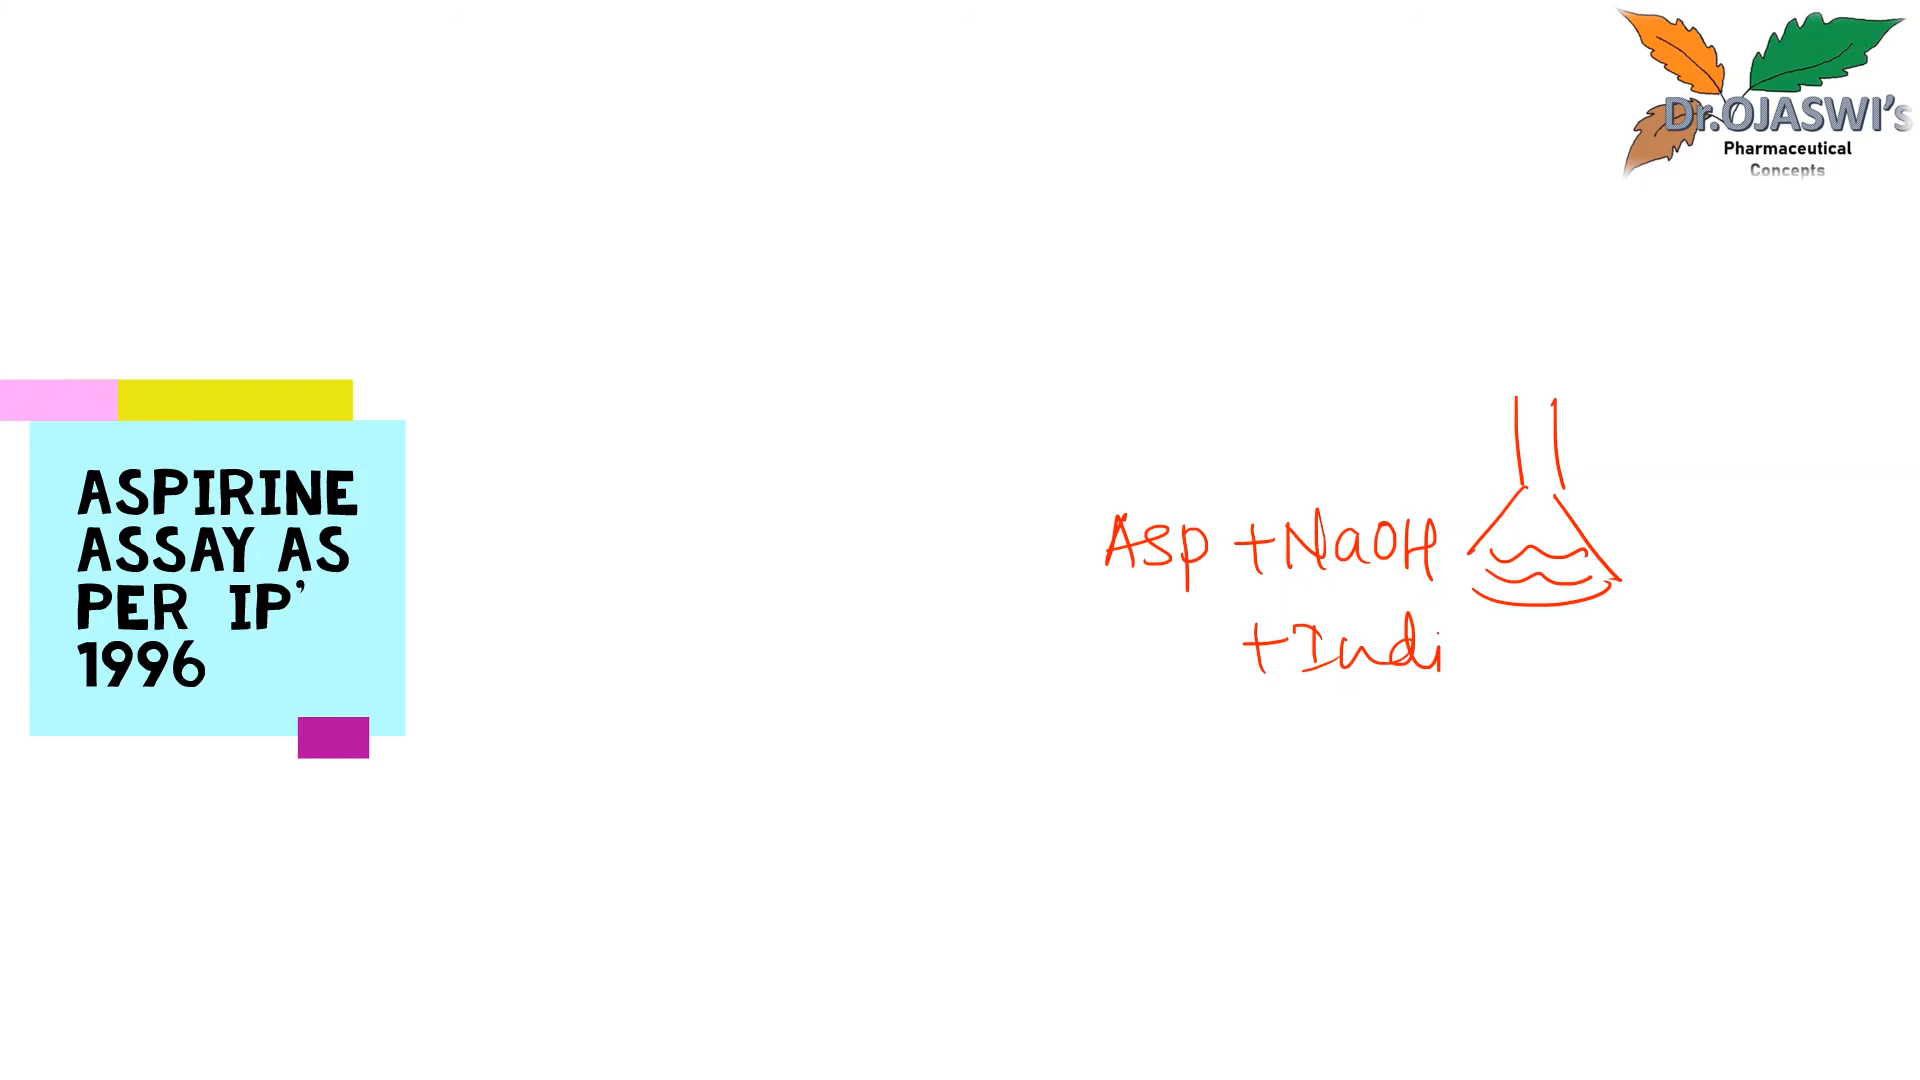 Dr.OJASWI's
Pharmaceutical
Concepts
ASPIRINE
ASSAY AS
PER IP'
1996
Asp + NaOH
+ Indi